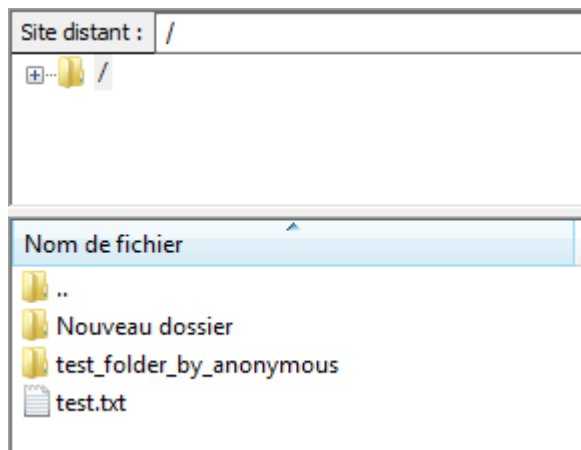 Site distant : /
/
Nom de fichier
..
Nouveau dossier
test_folder_by_anonymous
test.txt